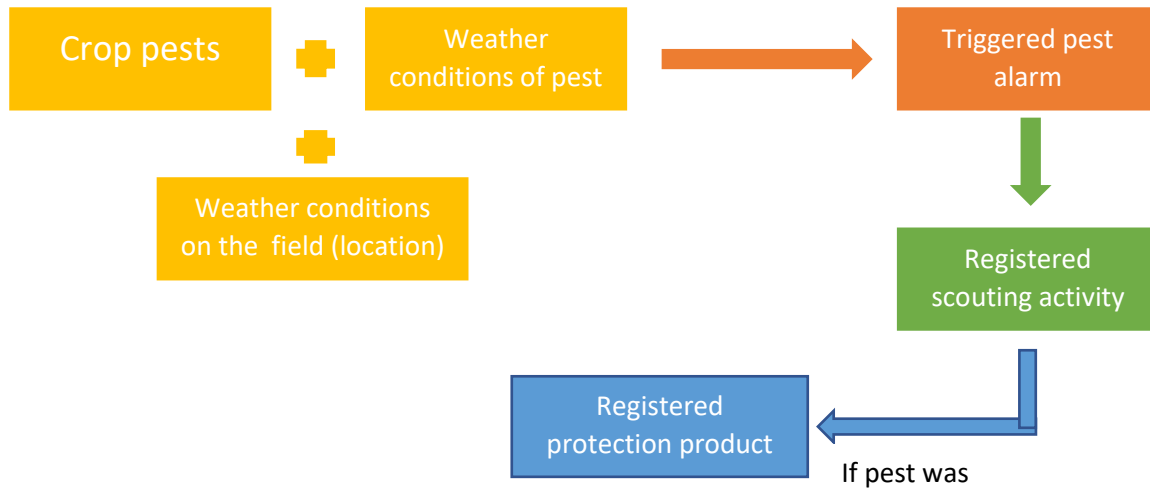 Crop pests
Weather
conditions of pest
Triggered pest
alarm
Weather conditions
on the field (location)
Registered
scouting activity
Registered
protection product
If pest was